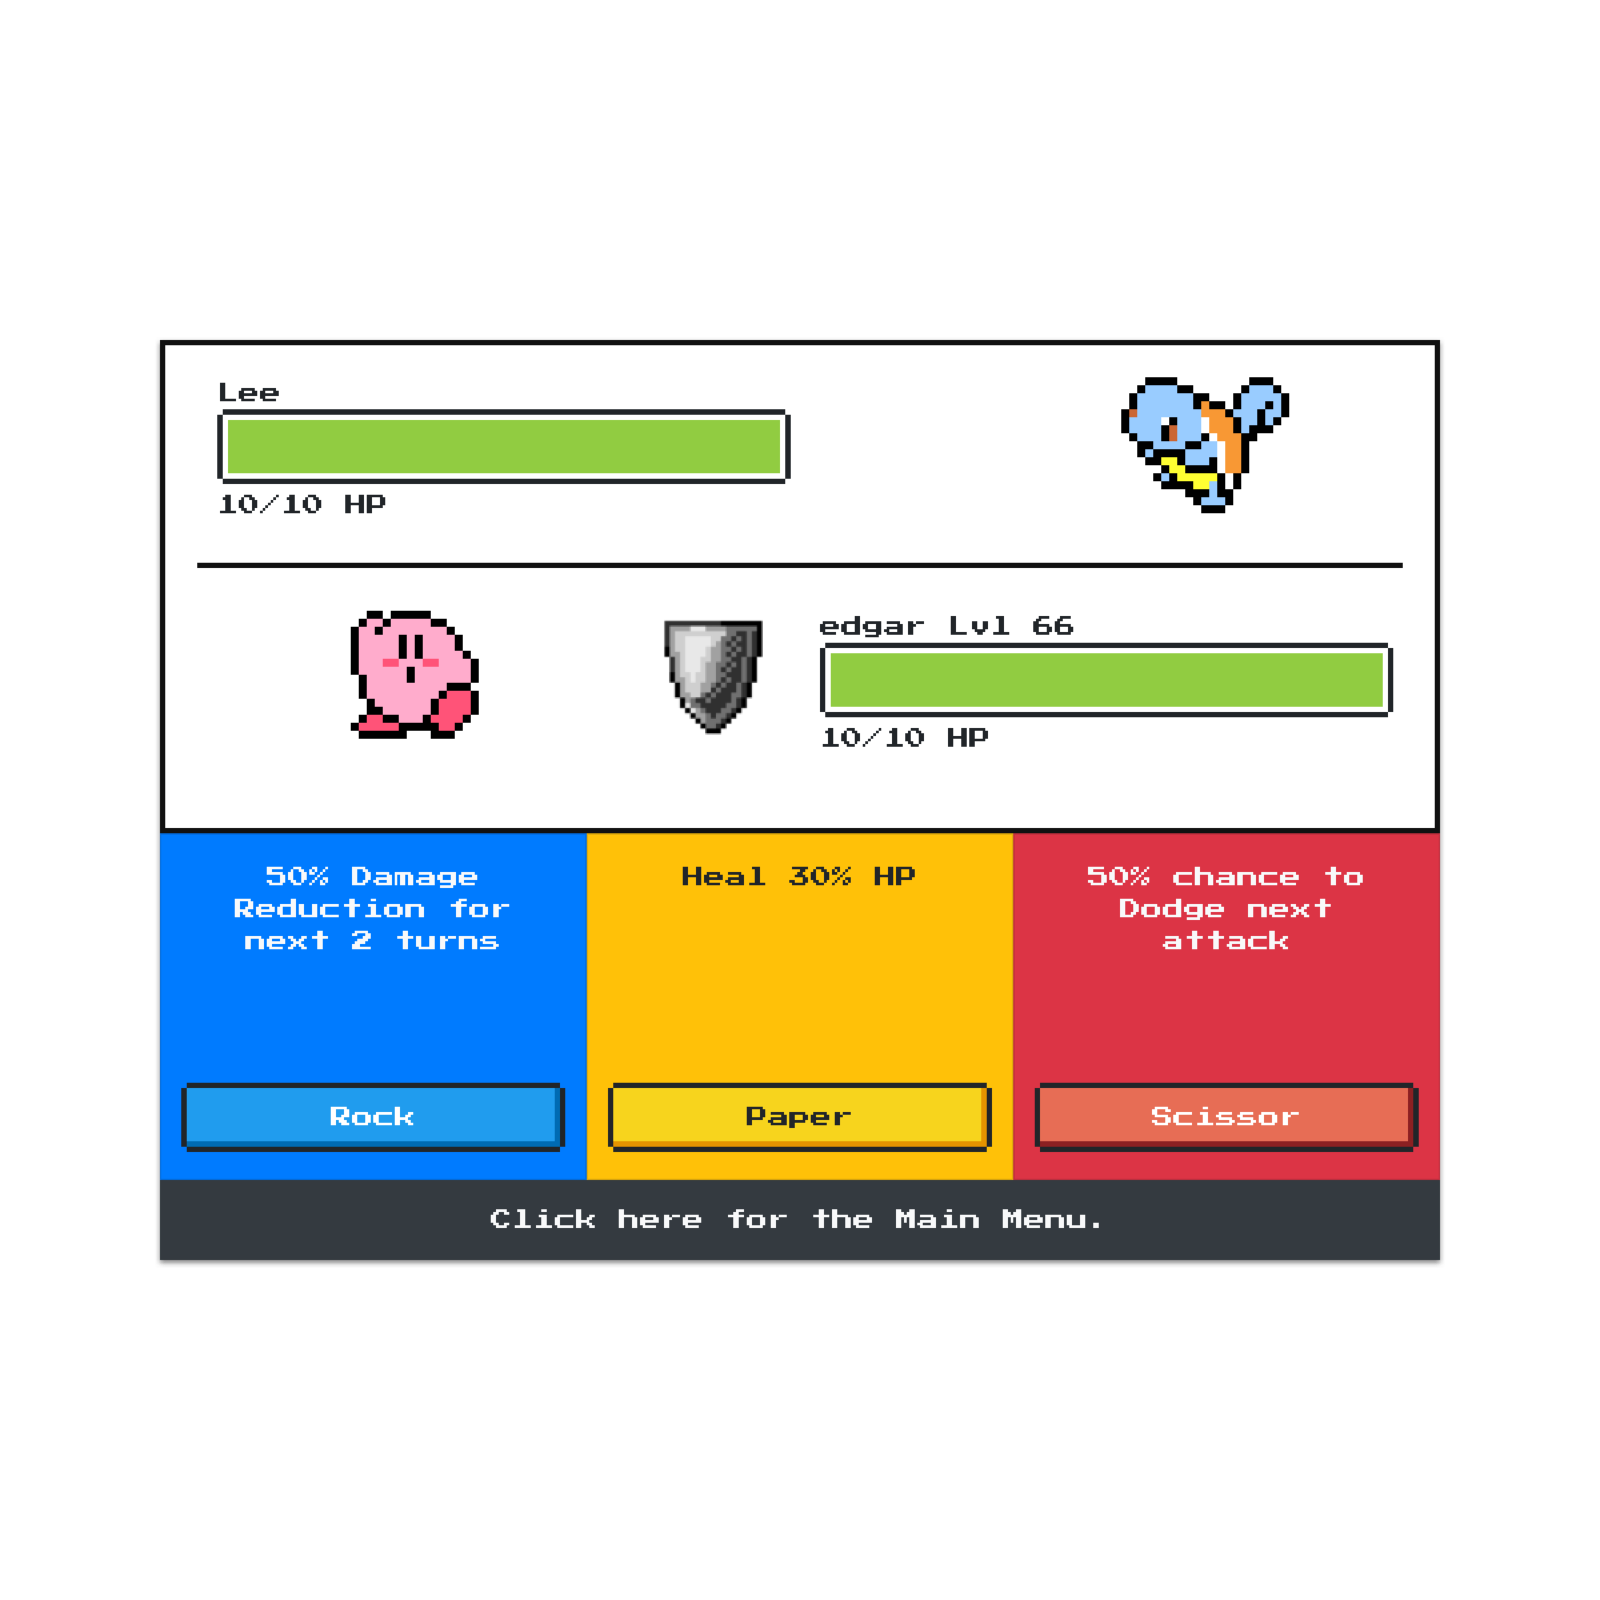 Lee
10/10 HP
edgar Lvl 66
10/10 HP
50% Damage
Reduction for
next 2 turns
Heal 30% HP
50% chance to
Dodge next
attack
Rock
Paper
Scissor
Click here for the Main Menu.